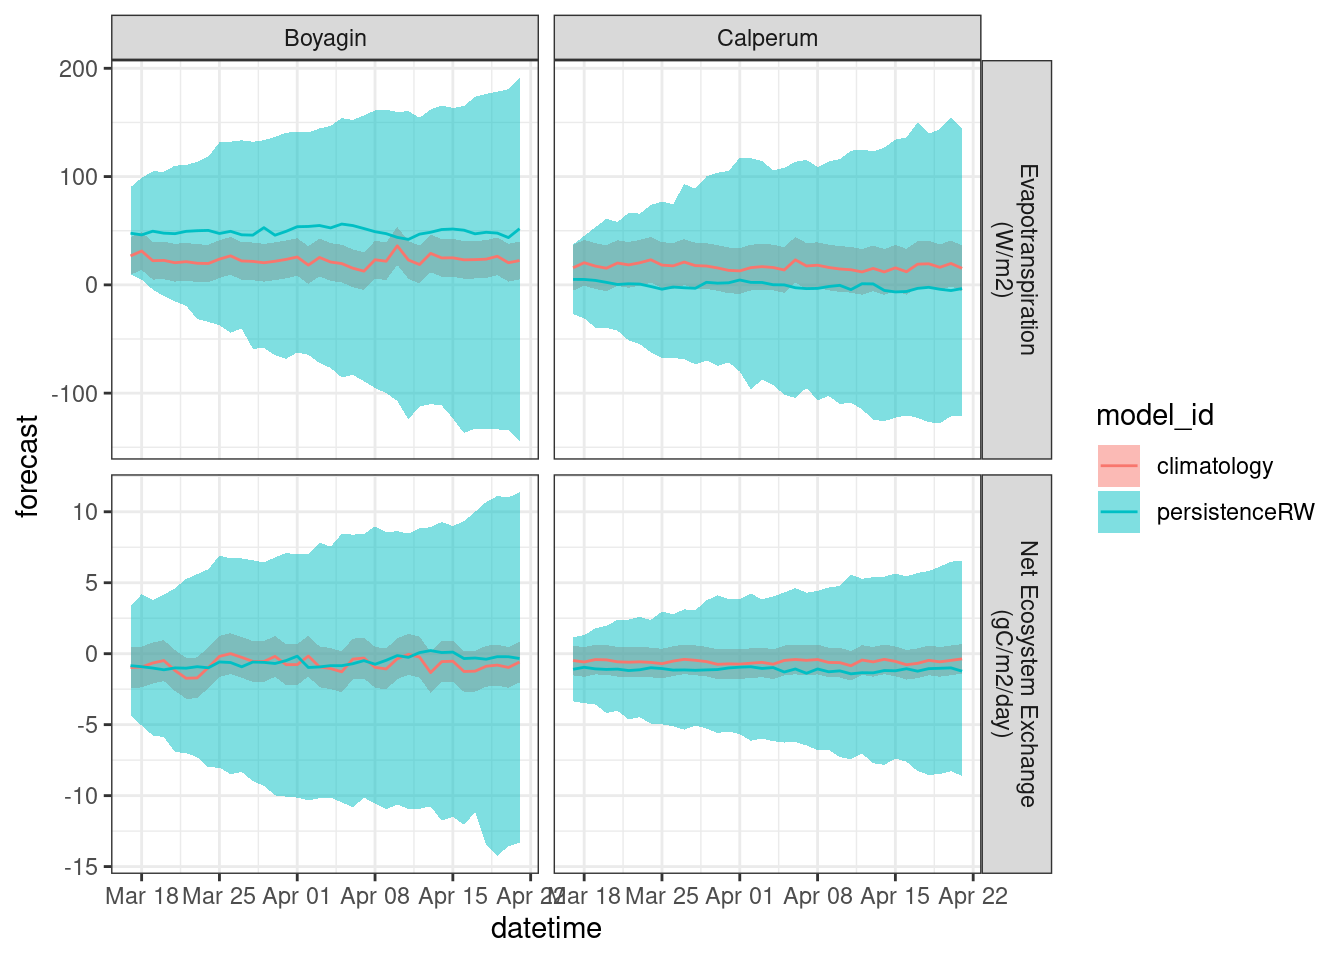 Boyagin
Calperum
200
100
0
-100
Evapotranspiration
(W/m2)
10
5
0
-5
-10
-15
Net Ecosystem Exchange
(gC/m2/day)
forecast
Mar 18 Mar 25 Apr 01 Apr 08 Apr 15 Apr 22
Mar 18 Mar 25 Apr 01 Apr 08 Apr 15 Apr 22
datetime
model_id
climatology
persistenceRW